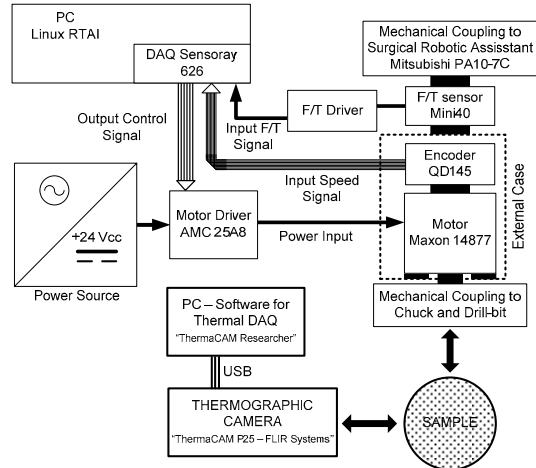 PC
Linux RTAI
DAQ Sensoray
626
Mechanical Coupling to
Surgical Robotic Assisstant
Mitsubishi PA10-7C
F/T sensor
Mini40
F/T Driver
Input F/T
Signal
Output Control
Signal
Encoder
QD145
Input Speed
Signal
External Case
Motor
Maxon 14877
Motor Driver
AMC 25A8
Power Input
+24 Vcc
Power Source
Mechanical Coupling to
Chuck and Drill-bit
PC – Software for
Thermal DAQ
“ThermaCAM Researcher”
USB
THERMOGRAPHIC
CAMERA
“ThermaCAM P25 – FLIR Systems”
SAMPLE